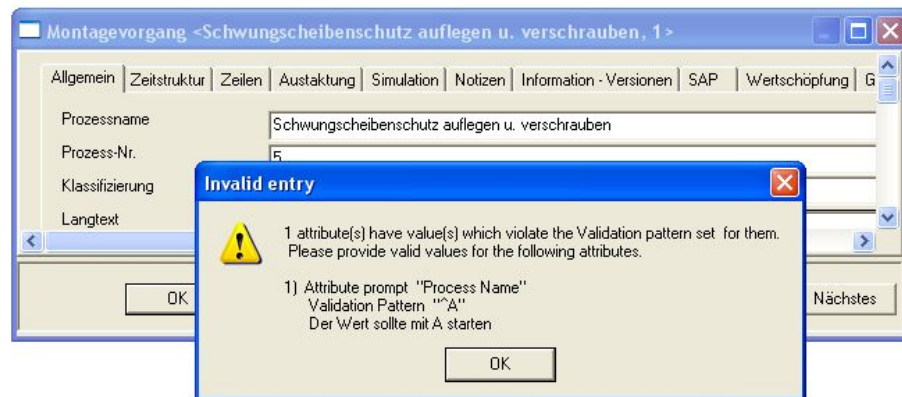 Montagevorgang <Schwungscheibenschutz auflegen u. verschrauben, 1>
Allgemein Zeitstruktur Zeilen Austaktung Simulation Notizen Information - Versionen SAP Wertschöpfung G
Prozessname Schwungscheibenschutz auflegen u. verschrauben
Prozess-Nr. 5
Klassifizierung
Langtext
OK
Nächstes
Invalid entry
1 attribute(s) have value(s) which violate the Validation pattern set for them.
Please provide valid values for the following attributes.
1) Attribute prompt "Process Name"
Validation Pattern "^A"
Der Wert sollte mit A starten
OK